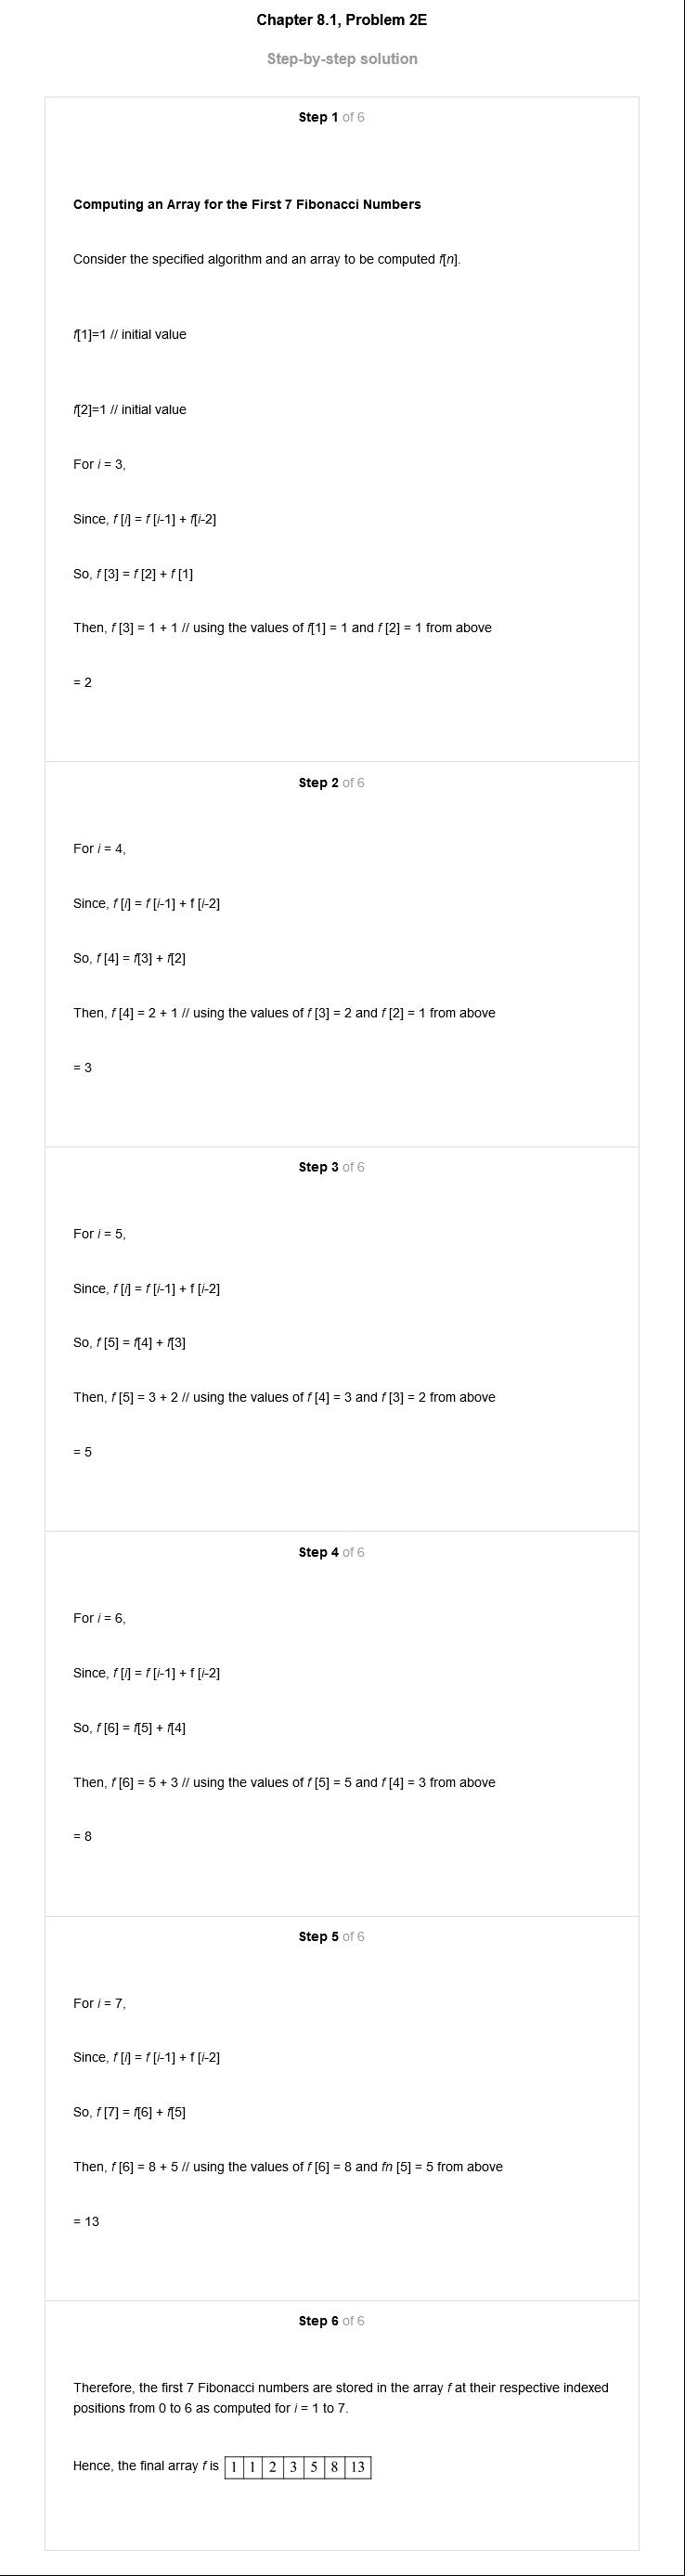 Chapter 8.1, Problem 2E
Step-by-step solution
Step 1 of 6
Computing an Array for the First 7 Fibonacci Numbers
Consider the specified algorithm and an array to be computed f[n].
f[1]=1 // initial value
f[2]=1 // initial value
For i = 3,
Since, f [i] = f [i-1] + f[i-2]
So, f [3] = f [2] + f [1]
Then, f [3] = 1 + 1 // using the values of f[1] = 1 and f [2] = 1 from above
= 2
Step 2 of 6
For i = 4,
Since, f [i] = f [i-1] + f [i-2]
So, f [4] = f[3] + f[2]
Then, f [4] = 2 + 1 // using the values of f [3] = 2 and f [2] = 1 from above
= 3
Step 3 of 6
For i = 5,
Since, f [i] = f [i-1] + f [i-2]
So, f [5] = f[4] + f[3]
Then, f [5] = 3 + 2 // using the values of f [4] = 3 and f [3] = 2 from above
= 5
Step 4 of 6
For i = 6,
Since, f [i] = f [i-1] + f [i-2]
So, f [6] = f[5] + f[4]
Then, f [6] = 5 + 3 // using the values of f [5] = 5 and f [4] = 3 from above
= 8
Step 5 of 6
For i = 7,
Since, f [i] = f [i-1] + f [i-2]
So, f [7] = f[6] + f[5]
Then, f [6] = 8 + 5 // using the values of f [6] = 8 and fn [5] = 5 from above
= 13
Step 6 of 6
Therefore, the first 7 Fibonacci numbers are stored in the array f at their respective indexed
positions from 0 to 6 as computed for i = 1 to 7.
Hence, the final array f is 1 1 2 3 5 8 13